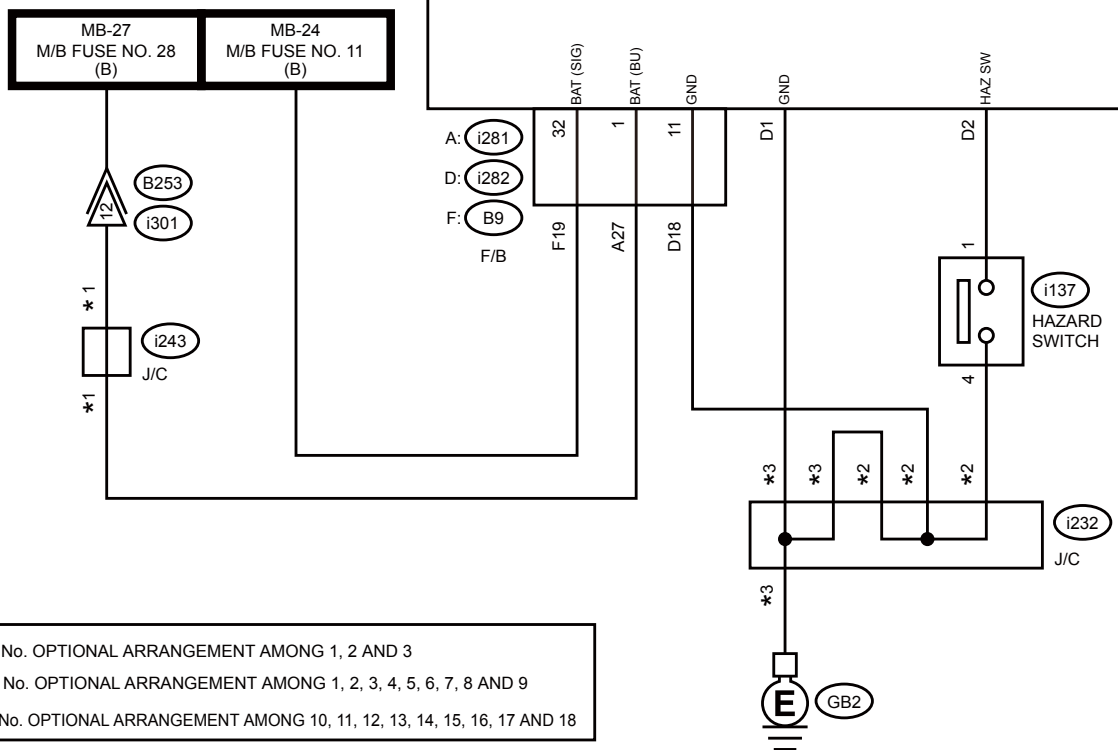 MB-27
M/B FUSE NO. 28
(B)
MB-24
M/B FUSE NO. 11
(B)
BAT (SIG)
BAT (BU)
GND
GND
HAZ SW
32
1
11
D1
D2
A: i281
D: i282
F: B9
F/B
F19
A27
D18
B253
12
i301
*1
i243
J/C
*1
1
i137
HAZARD
SWITCH
4
*3
*3
*2
*2
*2
i232
J/C
*3
E
GB2
No. OPTIONAL ARRANGEMENT AMONG 1, 2 AND 3
No. OPTIONAL ARRANGEMENT AMONG 1, 2, 3, 4, 5, 6, 7, 8 AND 9
No. OPTIONAL ARRANGEMENT AMONG 10, 11, 12, 13, 14, 15, 16, 17 AND 18